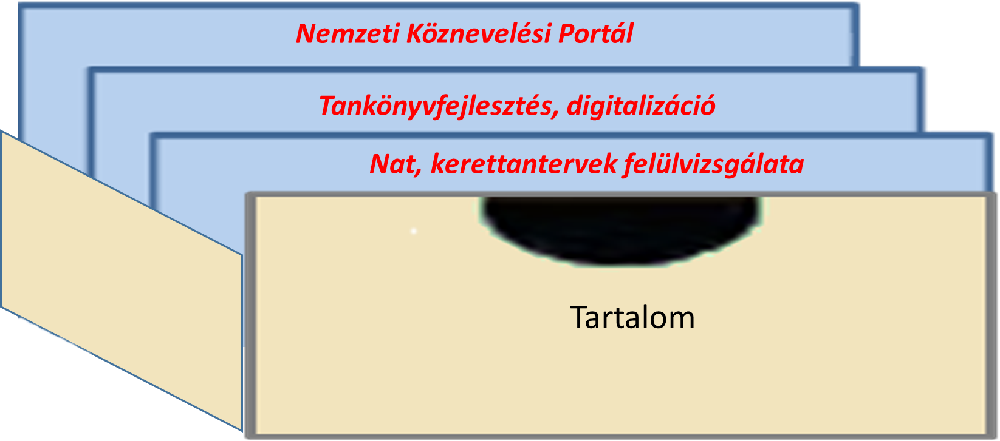 Nemzeti Köznevelési Portál
Tankönyvfejlesztés, digitalizáció
Nat, kerettantervek felülvizsgálata
Tartalom